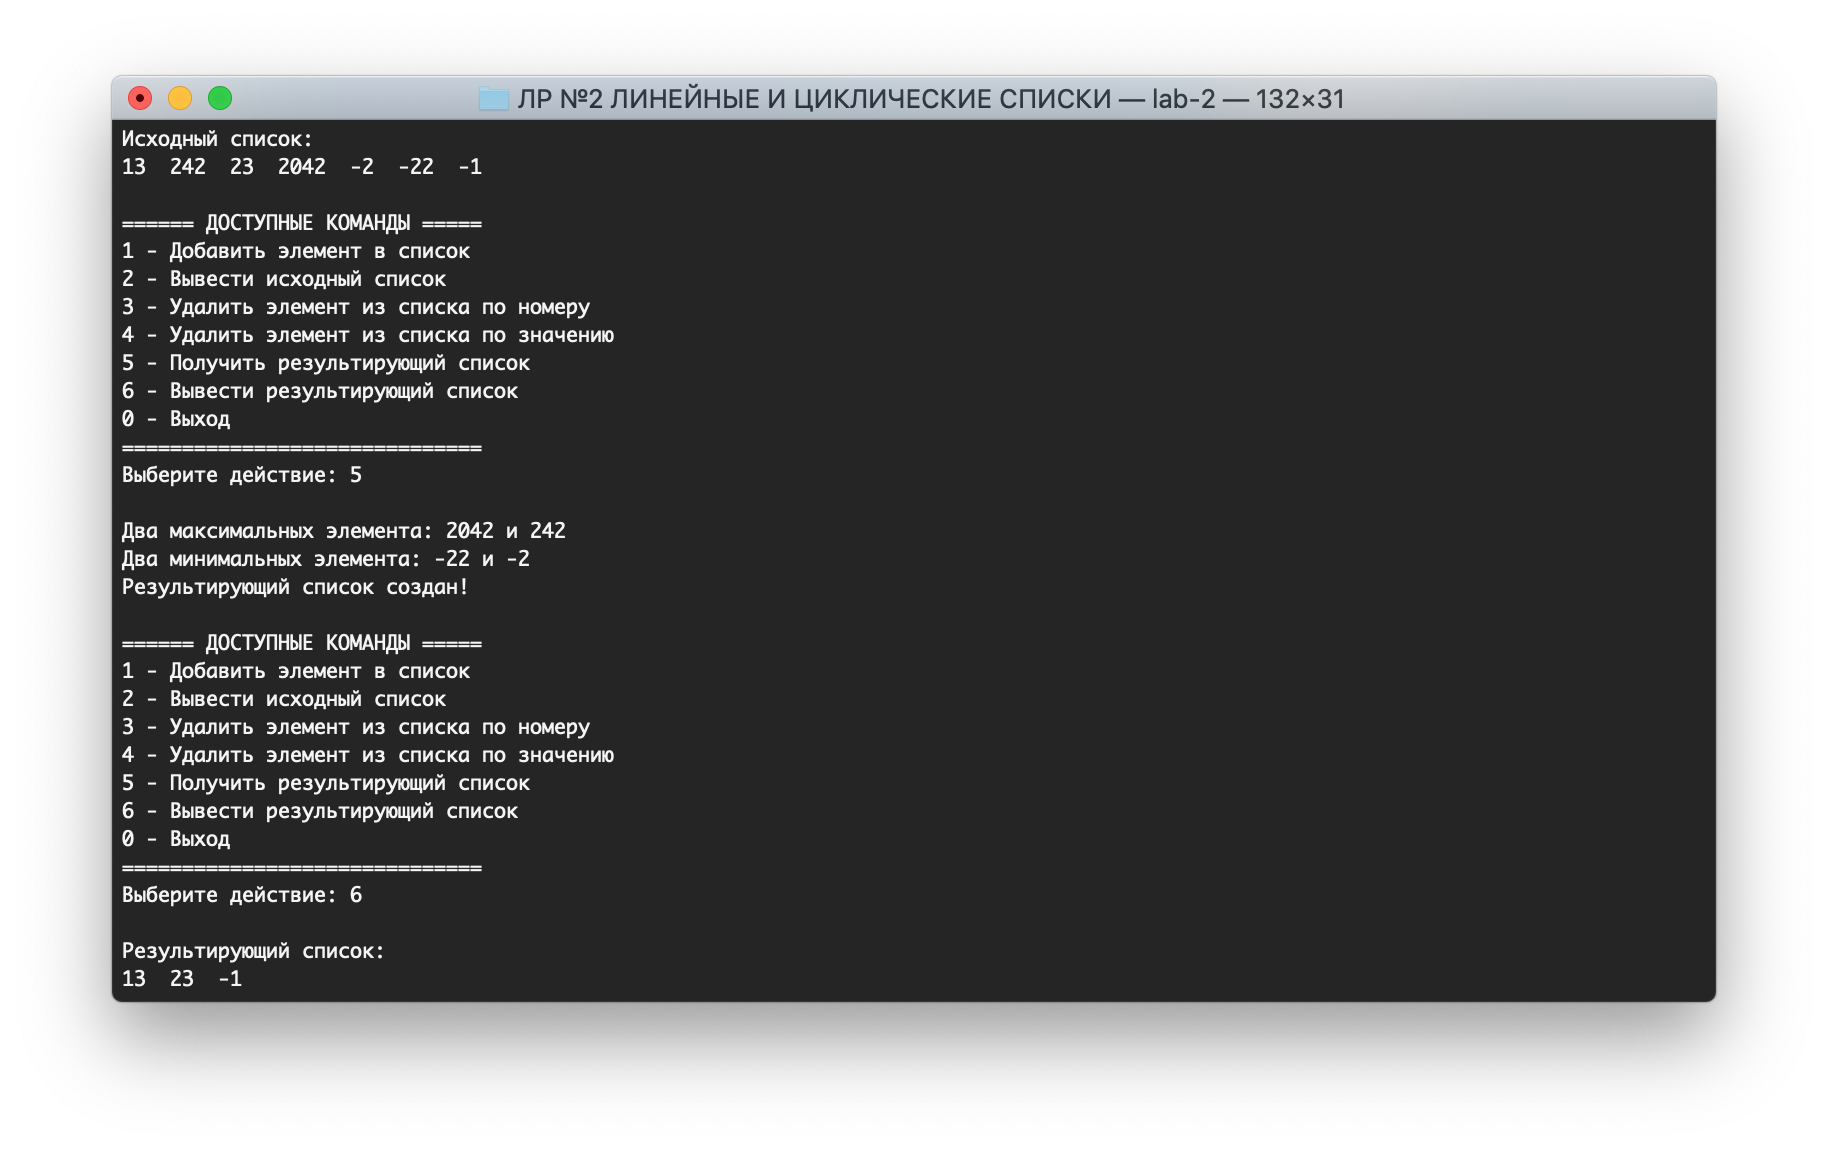 ЛР №2 ЛИНЕЙНЫЕ И ЦИКЛИЧЕСКИЕ СПИСКИ — lab-2 — 132×31
Исходный список:
13  242  23  2042  -2  -22  -1
====== ДОСТУПНЫЕ КОМАНДЫ =====
1 - Добавить элемент в список
2 - Вывести исходный список
3 - Удалить элемент из списка по номеру
4 - Удалить элемент из списка по значению
5 - Получить результирующий список
6 - Вывести результирующий список
0 - Выход
==============================
Выберите действие: 5
Два максимальных элемента: 2042 и 242
Два минимальных элемента: -22 и -2
Результирующий список создан!
====== ДОСТУПНЫЕ КОМАНДЫ =====
1 - Добавить элемент в список
2 - Вывести исходный список
3 - Удалить элемент из списка по номеру
4 - Удалить элемент из списка по значению
5 - Получить результирующий список
6 - Вывести результирующий список
0 - Выход
==============================
Выберите действие: 6
Результирующий список:
13  23  -1